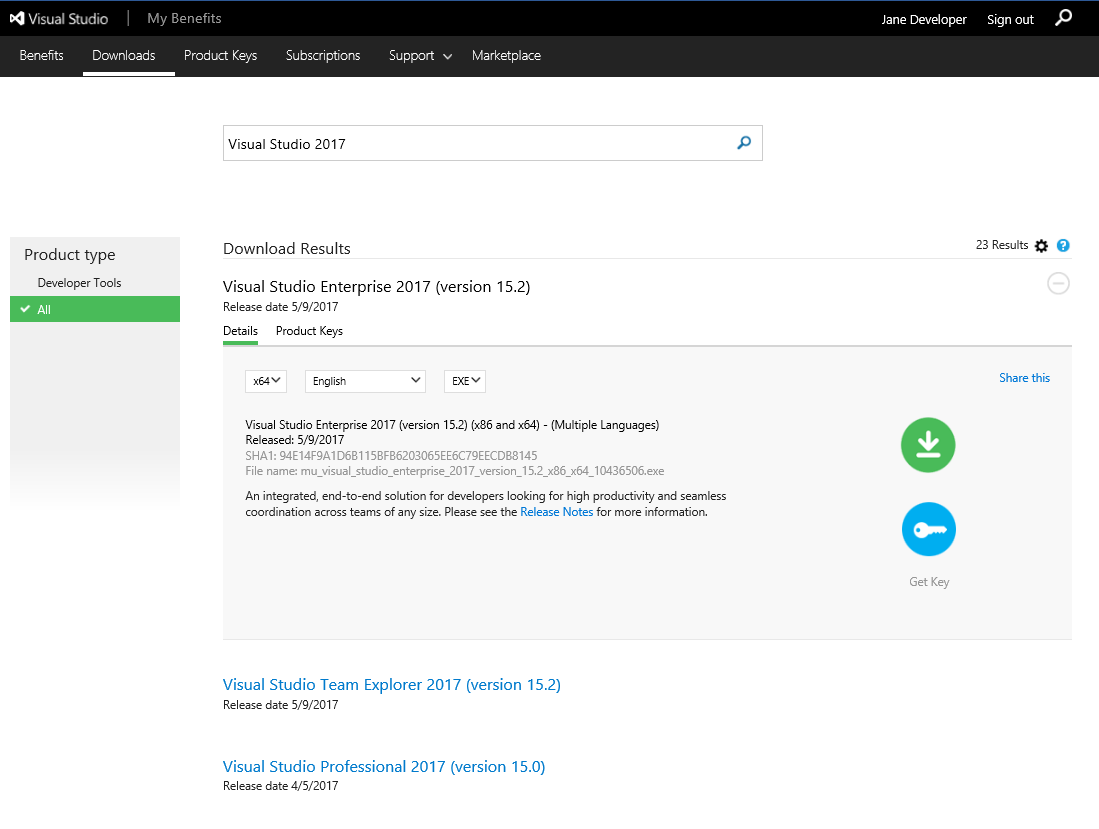 Visual Studio | My Benefits Jane Developer Sign out
Benefits Downloads Product Keys Subscriptions Support Marketplace
Visual Studio 2017
Product type
Developer Tools
All
Download Results 23 Results ?
Visual Studio Enterprise 2017 (version 15.2)
Release date 5/9/2017
Details Product Keys
x64 English EXE Share this
Visual Studio Enterprise 2017 (version 15.2) (x86 and x64) - (Multiple Languages)
Released: 5/9/2017
SHA1: 94E14F9A1D6B115BFB6203065EE6C79EECDB8145
File name: mu_visual_studio_enterprise_2017_version_15.2_x86_x64_10436506.exe
An integrated, end-to-end solution for developers looking for high productivity and seamless
coordination across teams of any size. Please see the Release Notes for more information.
Get Key
Visual Studio Team Explorer 2017 (version 15.2)
Release date 5/9/2017
Visual Studio Professional 2017 (version 15.0)
Release date 4/5/2017